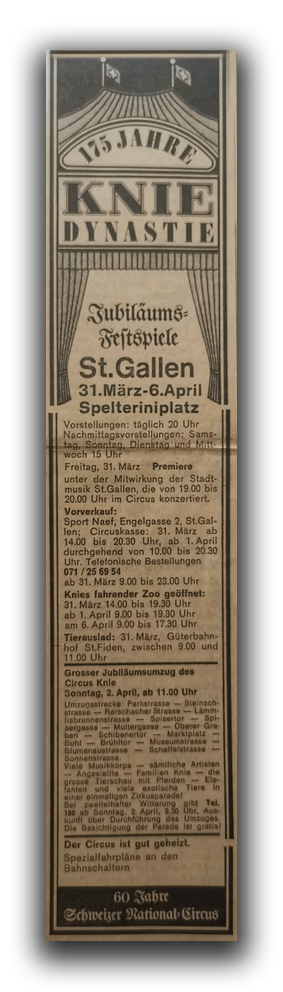 175 JAHRE
KNIE
DYNASTIE
Jubiläums-
Festspiele
St.Gallen
31.März-6.April
Spelteriniplatz
Vorstellungen: täglich 20 Uhr
Nachmittagsvorstellungen: Sams-
tag, Sonntag, Dienstag und Mitt-
woch 15 Uhr
Freitag, 31. März Premiere
unter der Mitwirkung der Stadt-
musik St.Gallen, die von 19.00 bis
20.00 Uhr im Circus konzertiert.
Vorverkauf:
Sport Naef, Engelgasse 2, St.Gal-
len; Circuskasse: 31. März ab
14.00 bis 20.30 Uhr, ab 1. April
durchgehend von 10.00 bis 20.30
Uhr. Telefonische Bestellungen
071 / 25 69 54
ab 31. März 9.00 bis 23.00 Uhr
Knies fahrender Zoo geöffnet:
31. März 14.00 bis 19.30 Uhr
ab 1. April 9.00 bis 19.30 Uhr
am 6. April 9.00 bis 17.30 Uhr
Tierauslad: 31. März, Güterbahn-
hof St.Fiden, zwischen 9.00 und
11.00 Uhr
Grosser Jubiläumsumzug des
Circus Knie
Sonntag, 2. April, ab 11.00 Uhr
Umzugsstrecke: Parkstrasse — Steinach-
strasse — Rorschacher Strasse — Lämm-
lisbrunnenstrasse — Spisertor — Spi-
sergasse — Multergasse — Oberer Gra-
ben — Schibenertor — Marktplatz —
Bohl — Brühltor — Museumstrasse —
Blumenaustrasse — Scheffelstrasse —
Sonnenstrasse.
Viele Musikkorps — sämtliche Artisten
— Angestellte — Familien Knie — die
grosse Tierschau mit Pferden — Ele-
fanten und viele exotische Tiere in
einer einmaligen Zirkusparade!
Bei zweifelhafter Witterung gibt Tel.
169 ab Sonntag, 2. April, 9.30 Uhr, Aus-
kunft über Durchführung des Umzuges.
Die Besichtigung der Parade ist gratis!
Der Circus ist gut geheizt.
Spezialfahrpläne an den
Bahnschaltern
60 Jahre
Schweizer National-Circus